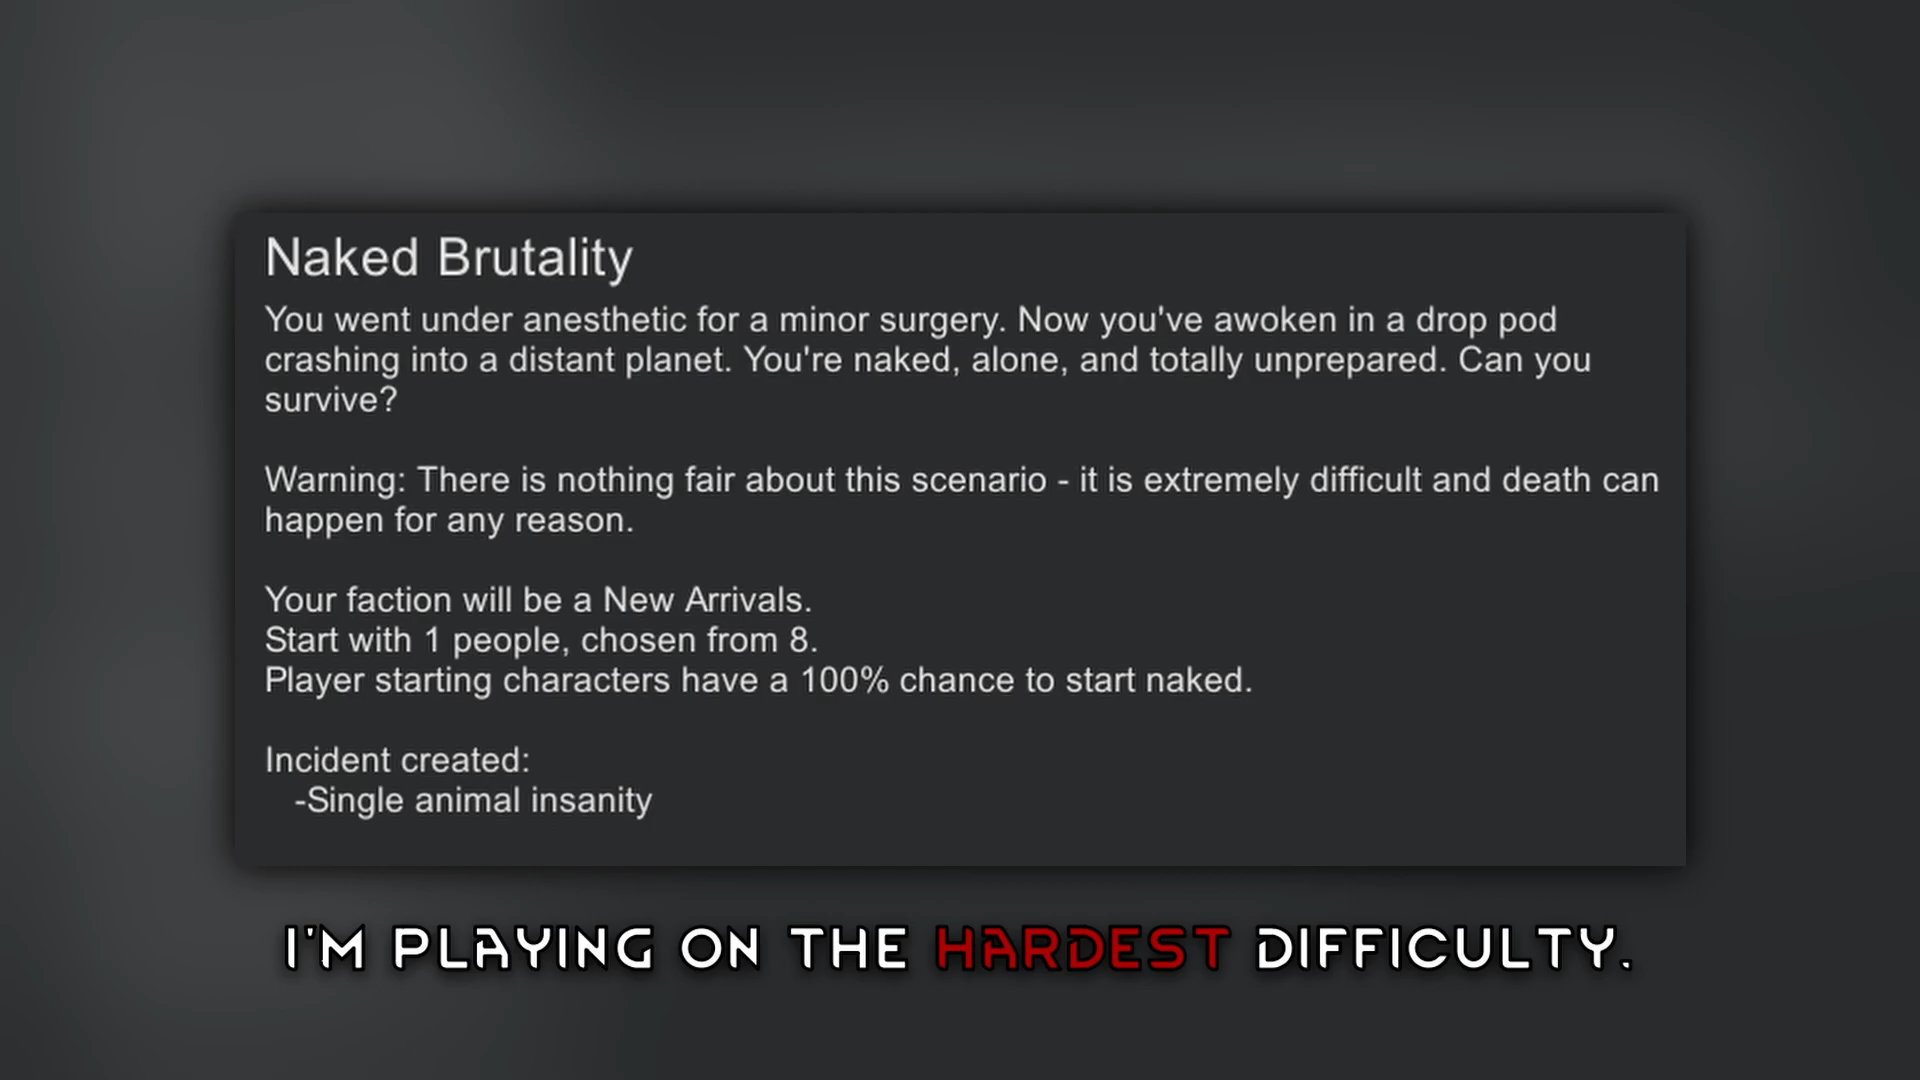 Naked Brutality
You went under anesthetic for a minor surgery. Now you've awoken in a drop pod
crashing into a distant planet. You're naked, alone, and totally unprepared. Can you
survive?
Warning: There is nothing fair about this scenario - it is extremely difficult and death can
happen for any reason.
Your faction will be a New Arrivals.
Start with 1 people, chosen from 8.
Player starting characters have a 100% chance to start naked.
Incident created:
-Single animal insanity
I'M PLAYING ON THE HARDEST DIFFICULTY.